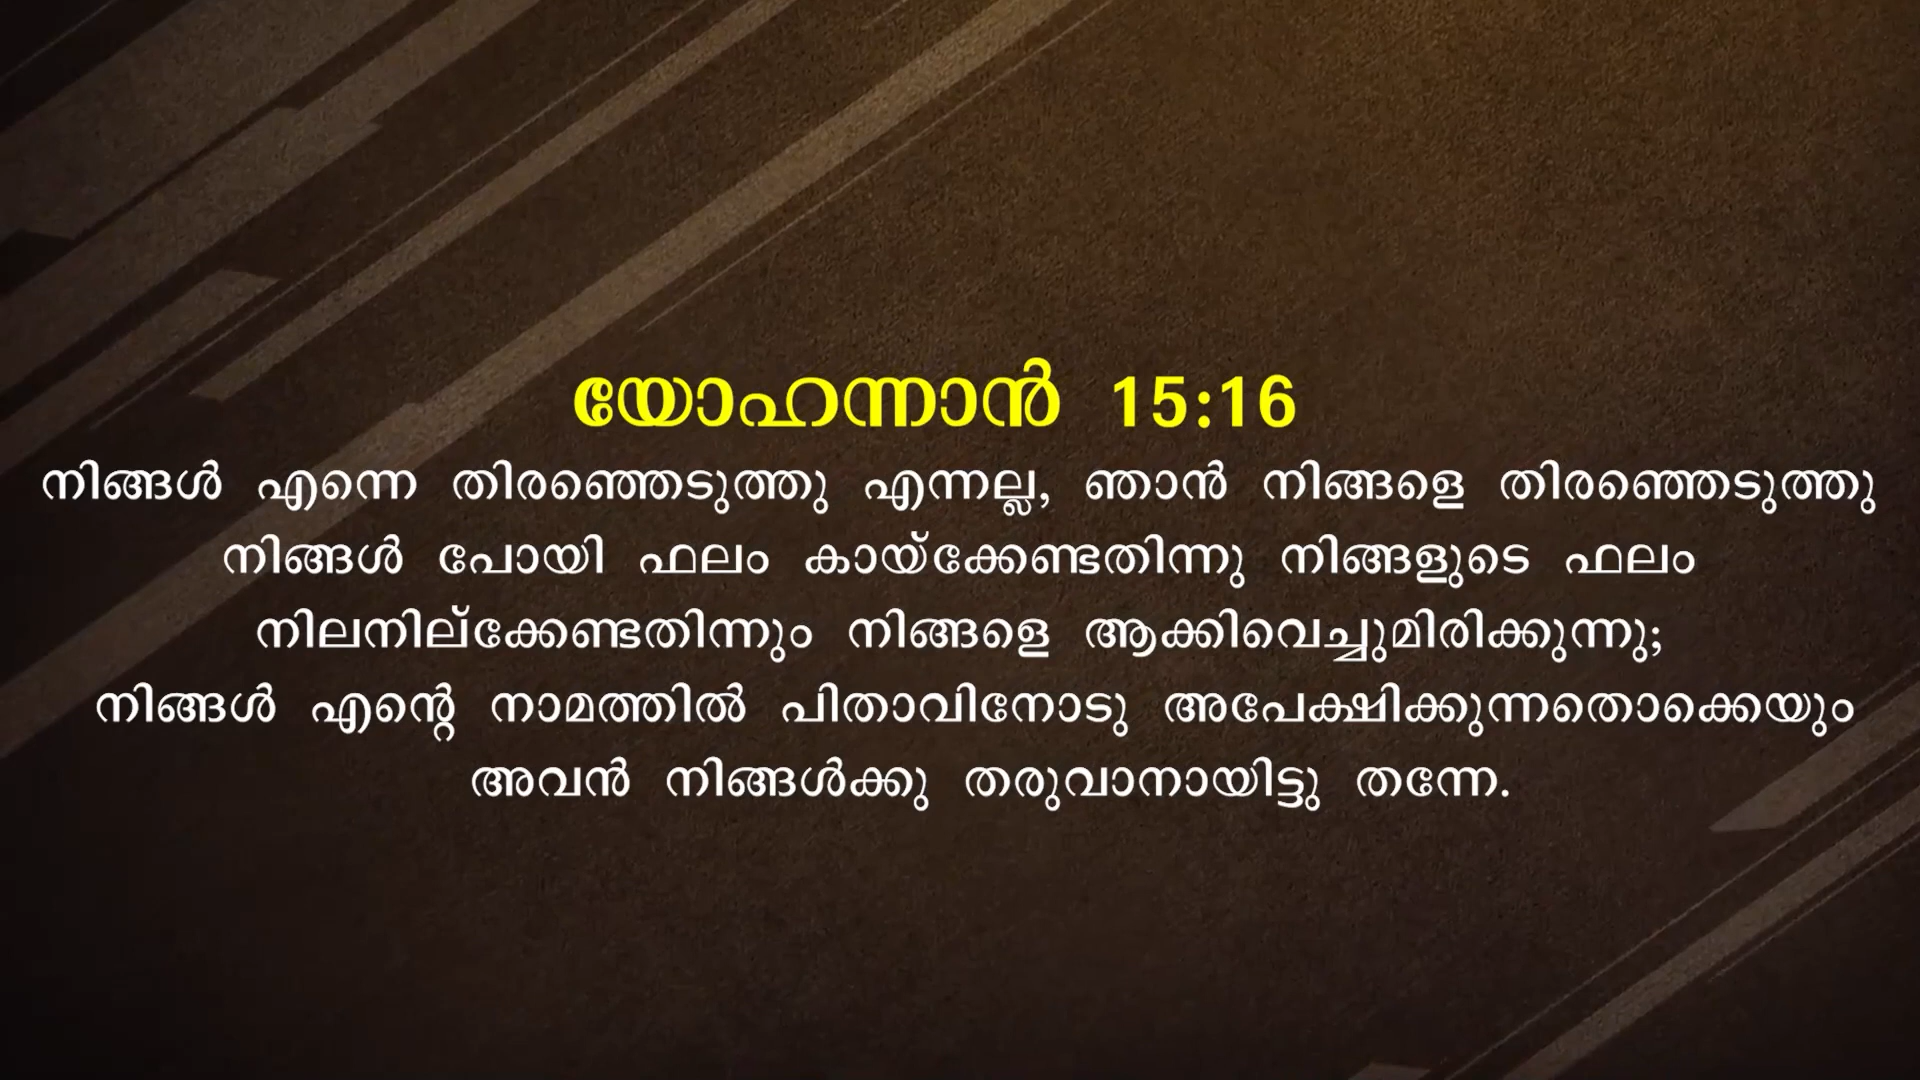 യോഹന്നാൻ 15:16
നിങ്ങൾ എന്നെ തിരഞ്ഞെടുത്തു എന്നല്ല, ഞാൻ നിങ്ങളെ തിരഞ്ഞെടുത്തു
നിങ്ങൾ പോയി ഫലം കായ്ക്കേണ്ടതിന്നു നിങ്ങളുടെ ഫലം
നിലനില്ക്കേണ്ടതിന്നും നിങ്ങളെ ആക്കിവെച്ചുമിരിക്കുന്നു;
നിങ്ങൾ എന്റെ നാമത്തിൽ പിതാവിനോടു അപേക്ഷിക്കുന്നതൊക്കെയും
അവൻ നിങ്ങൾക്കു തരുവാനായിട്ടു തന്നേ.